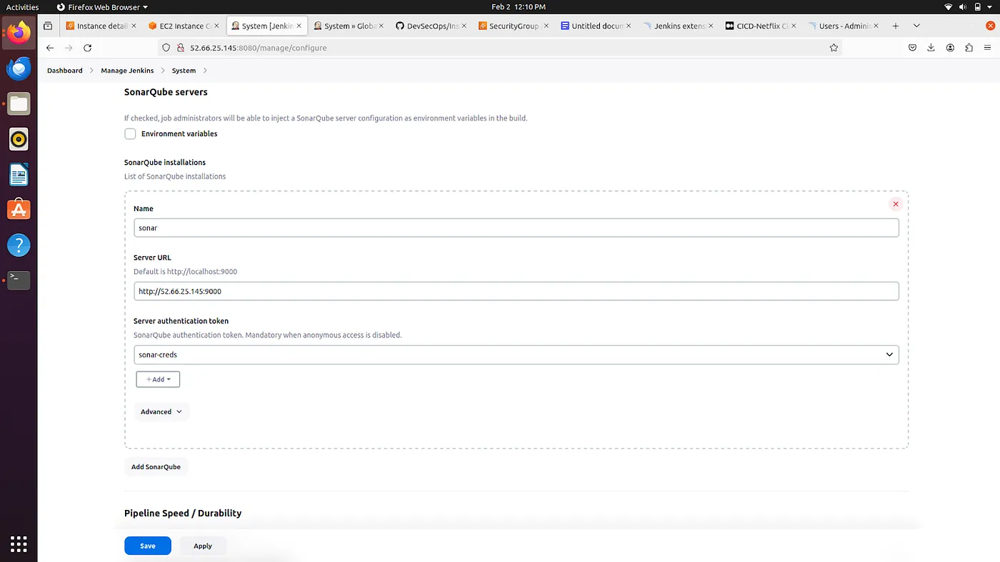 Activities Firefox Web Browser Feb 2 12:10 PM
Instance detail EC2 Instance C System [Jenkin System » Globa DevSecOps/Ins SecurityGroup Untitled docum Jenkins extens CICD-Netflix C Users - Adminis
52.66.25.145:8080/manage/configure
Dashboard > Manage Jenkins > System >
SonarQube servers
If checked, job administrators will be able to inject a SonarQube server configuration as environment variables in the build.
Environment variables
SonarQube installations
List of SonarQube installations
Name
sonar
Server URL
Default is http://localhost:9000
http://52.66.25.145:9000
Server authentication token
SonarQube authentication token. Mandatory when anonymous access is disabled.
sonar-creds
+ Add
Advanced
Add SonarQube
Pipeline Speed / Durability
Save Apply